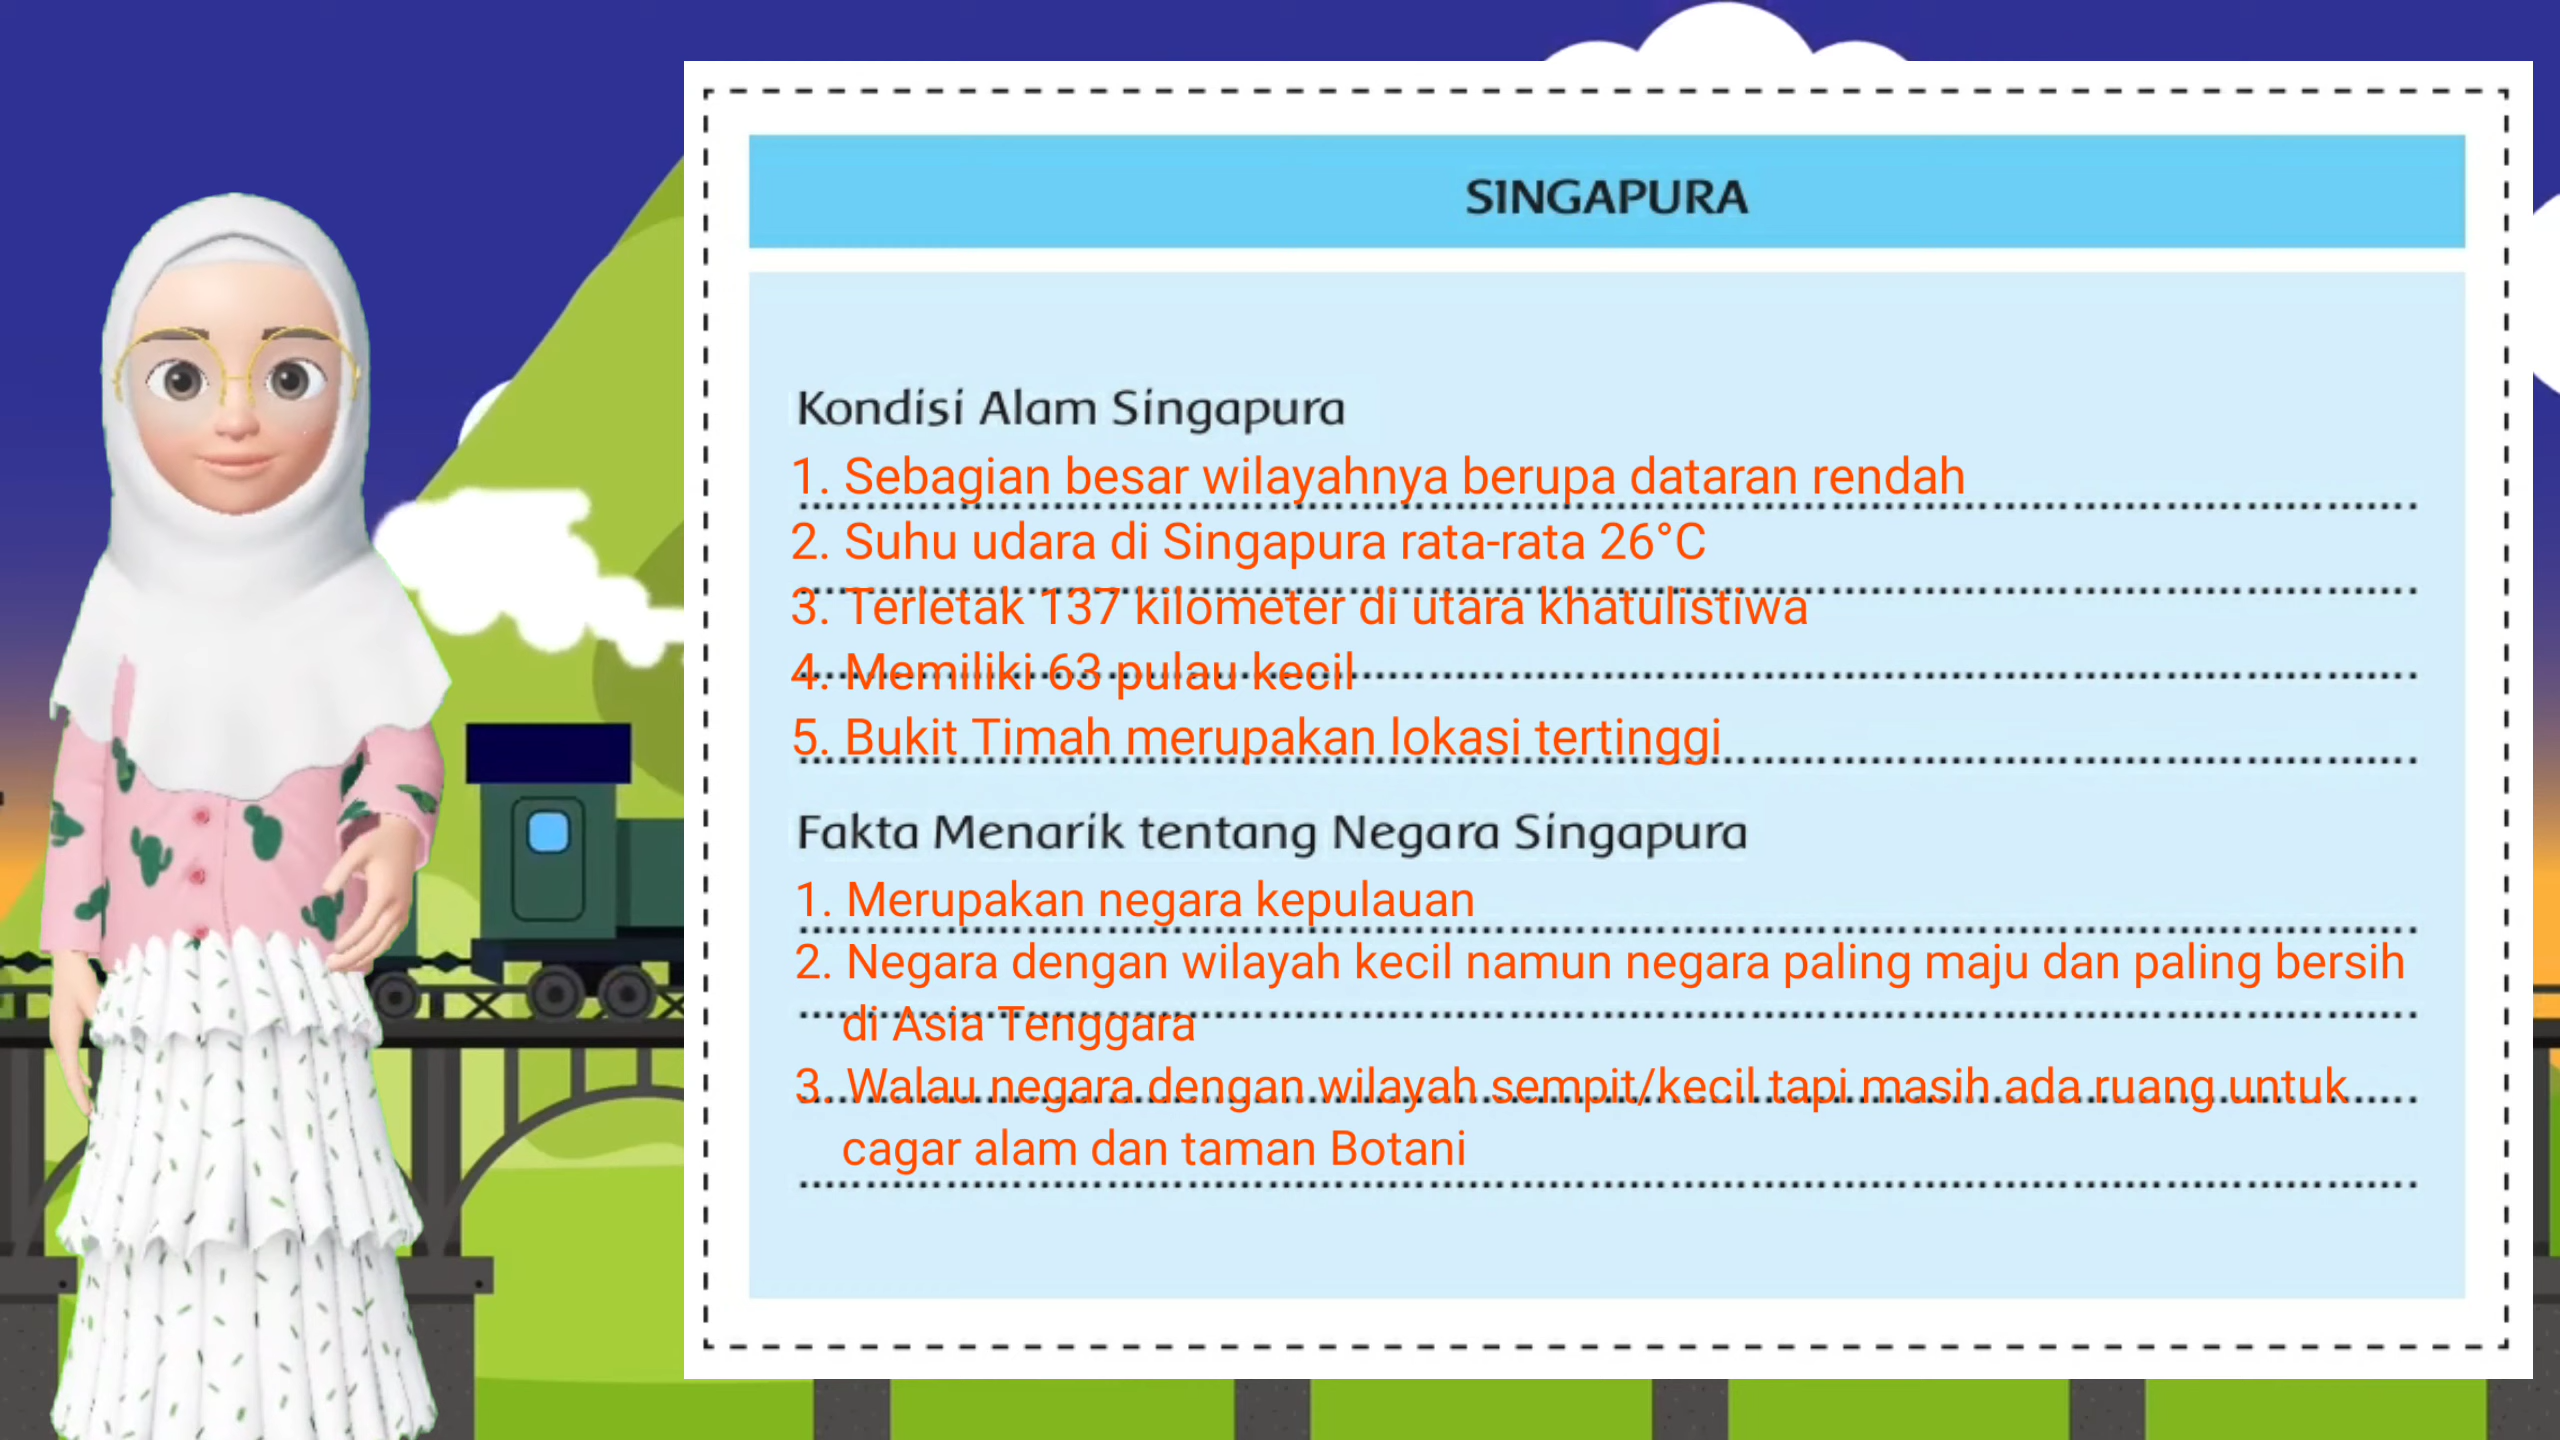 SINGAPURA
Kondisi Alam Singapura
1. Sebagian besar wilayahnya berupa dataran rendah
2. Suhu udara di Singapura rata-rata 26°C
3. Terletak 137 kilometer di utara khatulistiwa
4. Memiliki 63 pulau kecil
5. Bukit Timah merupakan lokasi tertinggi
Fakta Menarik tentang Negara Singapura
1. Merupakan negara kepulauan
2. Negara dengan wilayah kecil namun negara paling maju dan paling bersih
di Asia Tenggara
3. Walau negara dengan wilayah sempit/kecil tapi masih ada ruang untuk
cagar alam dan taman Botani